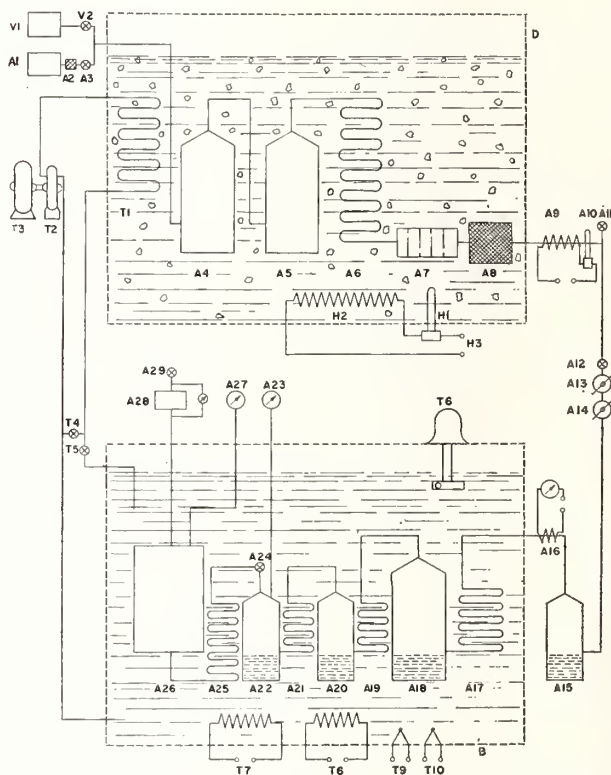 V1 V2
D
A1
A2 A3
T3 T2
T1
A4 A5 A6 A7 A8
A9 A10 A11
H2 H1
H3
A12
A13
A14
A29
A28
A27 A23
T6
T4
T5
A24
A16
A26 A25 A22 A21 A20 A19 A18 A17 A15
T7 T6 T9 T10
B